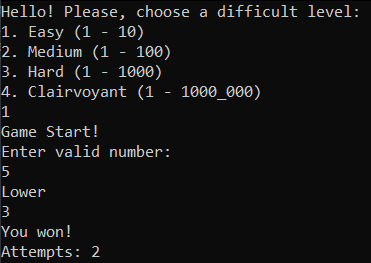 Hello! Please, choose a difficult level:
1. Easy (1 - 10)
2. Medium (1 - 100)
3. Hard (1 - 1000)
4. Clairvoyant (1 - 1000_000)
1
Game Start!
Enter valid number:
5
Lower
3
You won!
Attempts: 2